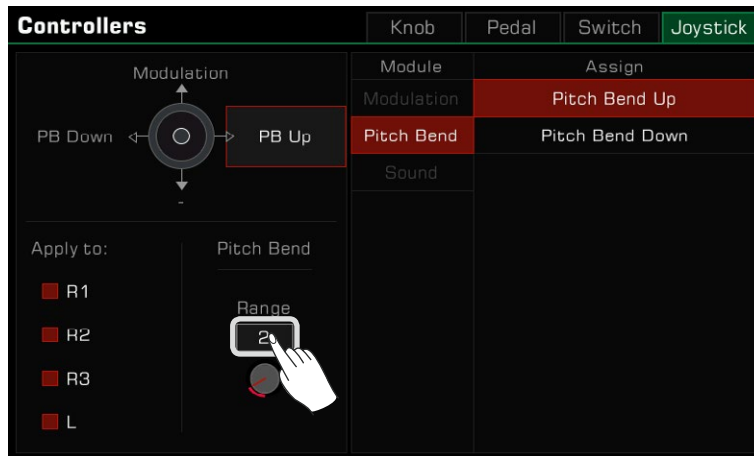 Controllers
Knob
Pedal
Switch
Joystick
Modulation
PB Down
PB Up
-
Apply to:
R1
R2
R3
L
Pitch Bend
Range
2
Module
Assign
Modulation
Pitch Bend Up
Pitch Bend
Pitch Bend Down
Sound